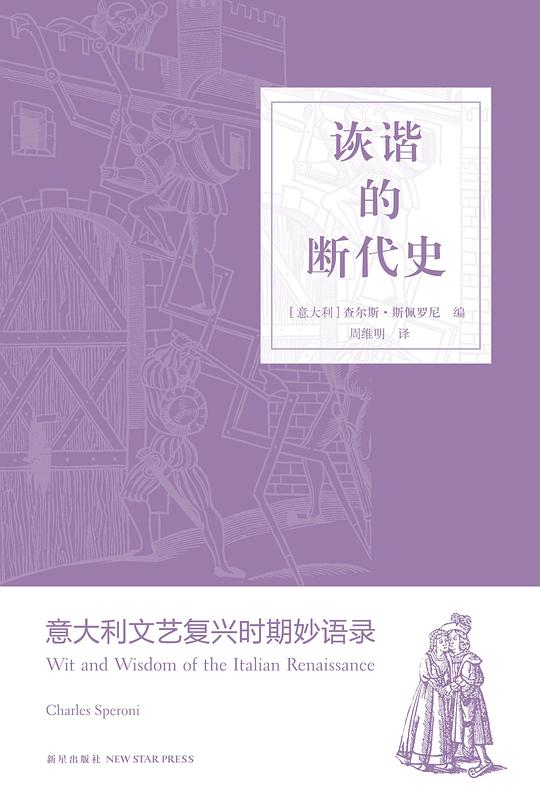 诙谐
的
断代史
[意大利]查尔斯·斯佩罗尼 编
周维明 译
意大利文艺复兴时期妙语录
Wit and Wisdom of the Italian Renaissance
Charles Speroni
新星出版社 NEW STAR PRESS